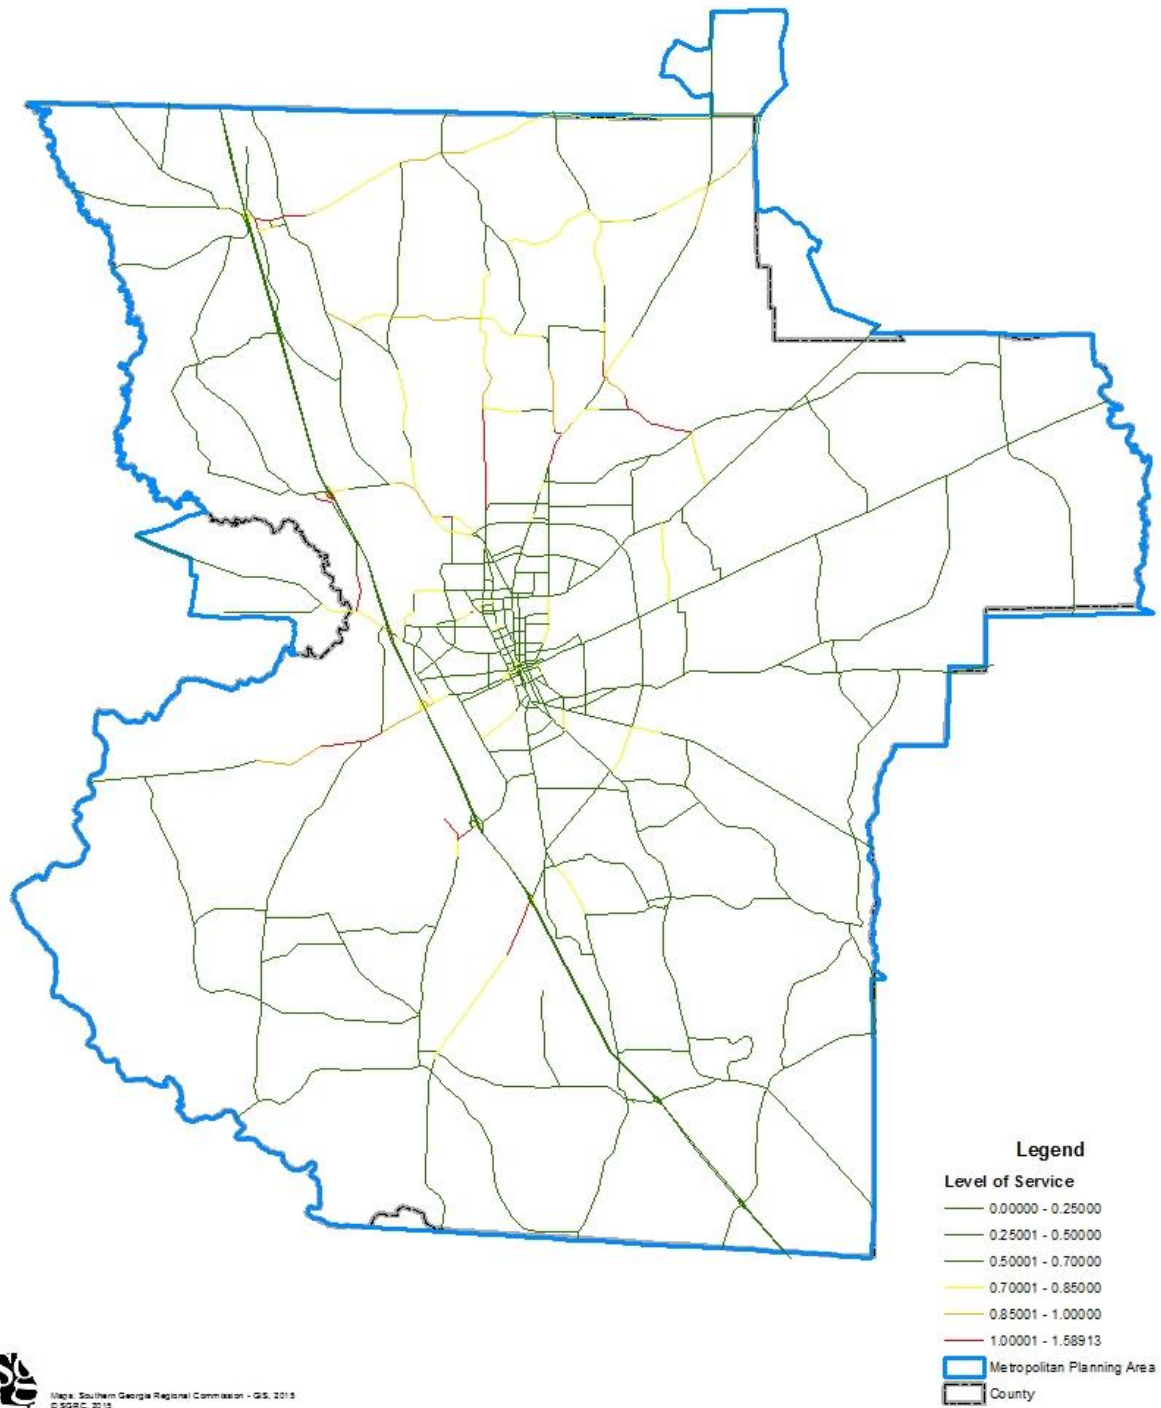 Legend
Level of Service
0.00000 - 0.25000
0.25001 - 0.50000
0.50001 - 0.70000
0.70001 - 0.85000
0.85001 - 1.00000
1.00001 - 1.58913
Metropolitan Planning Area
County
Maps: Southern Georgia Regional Commission - GIS, 2015
© SGRC, 2015